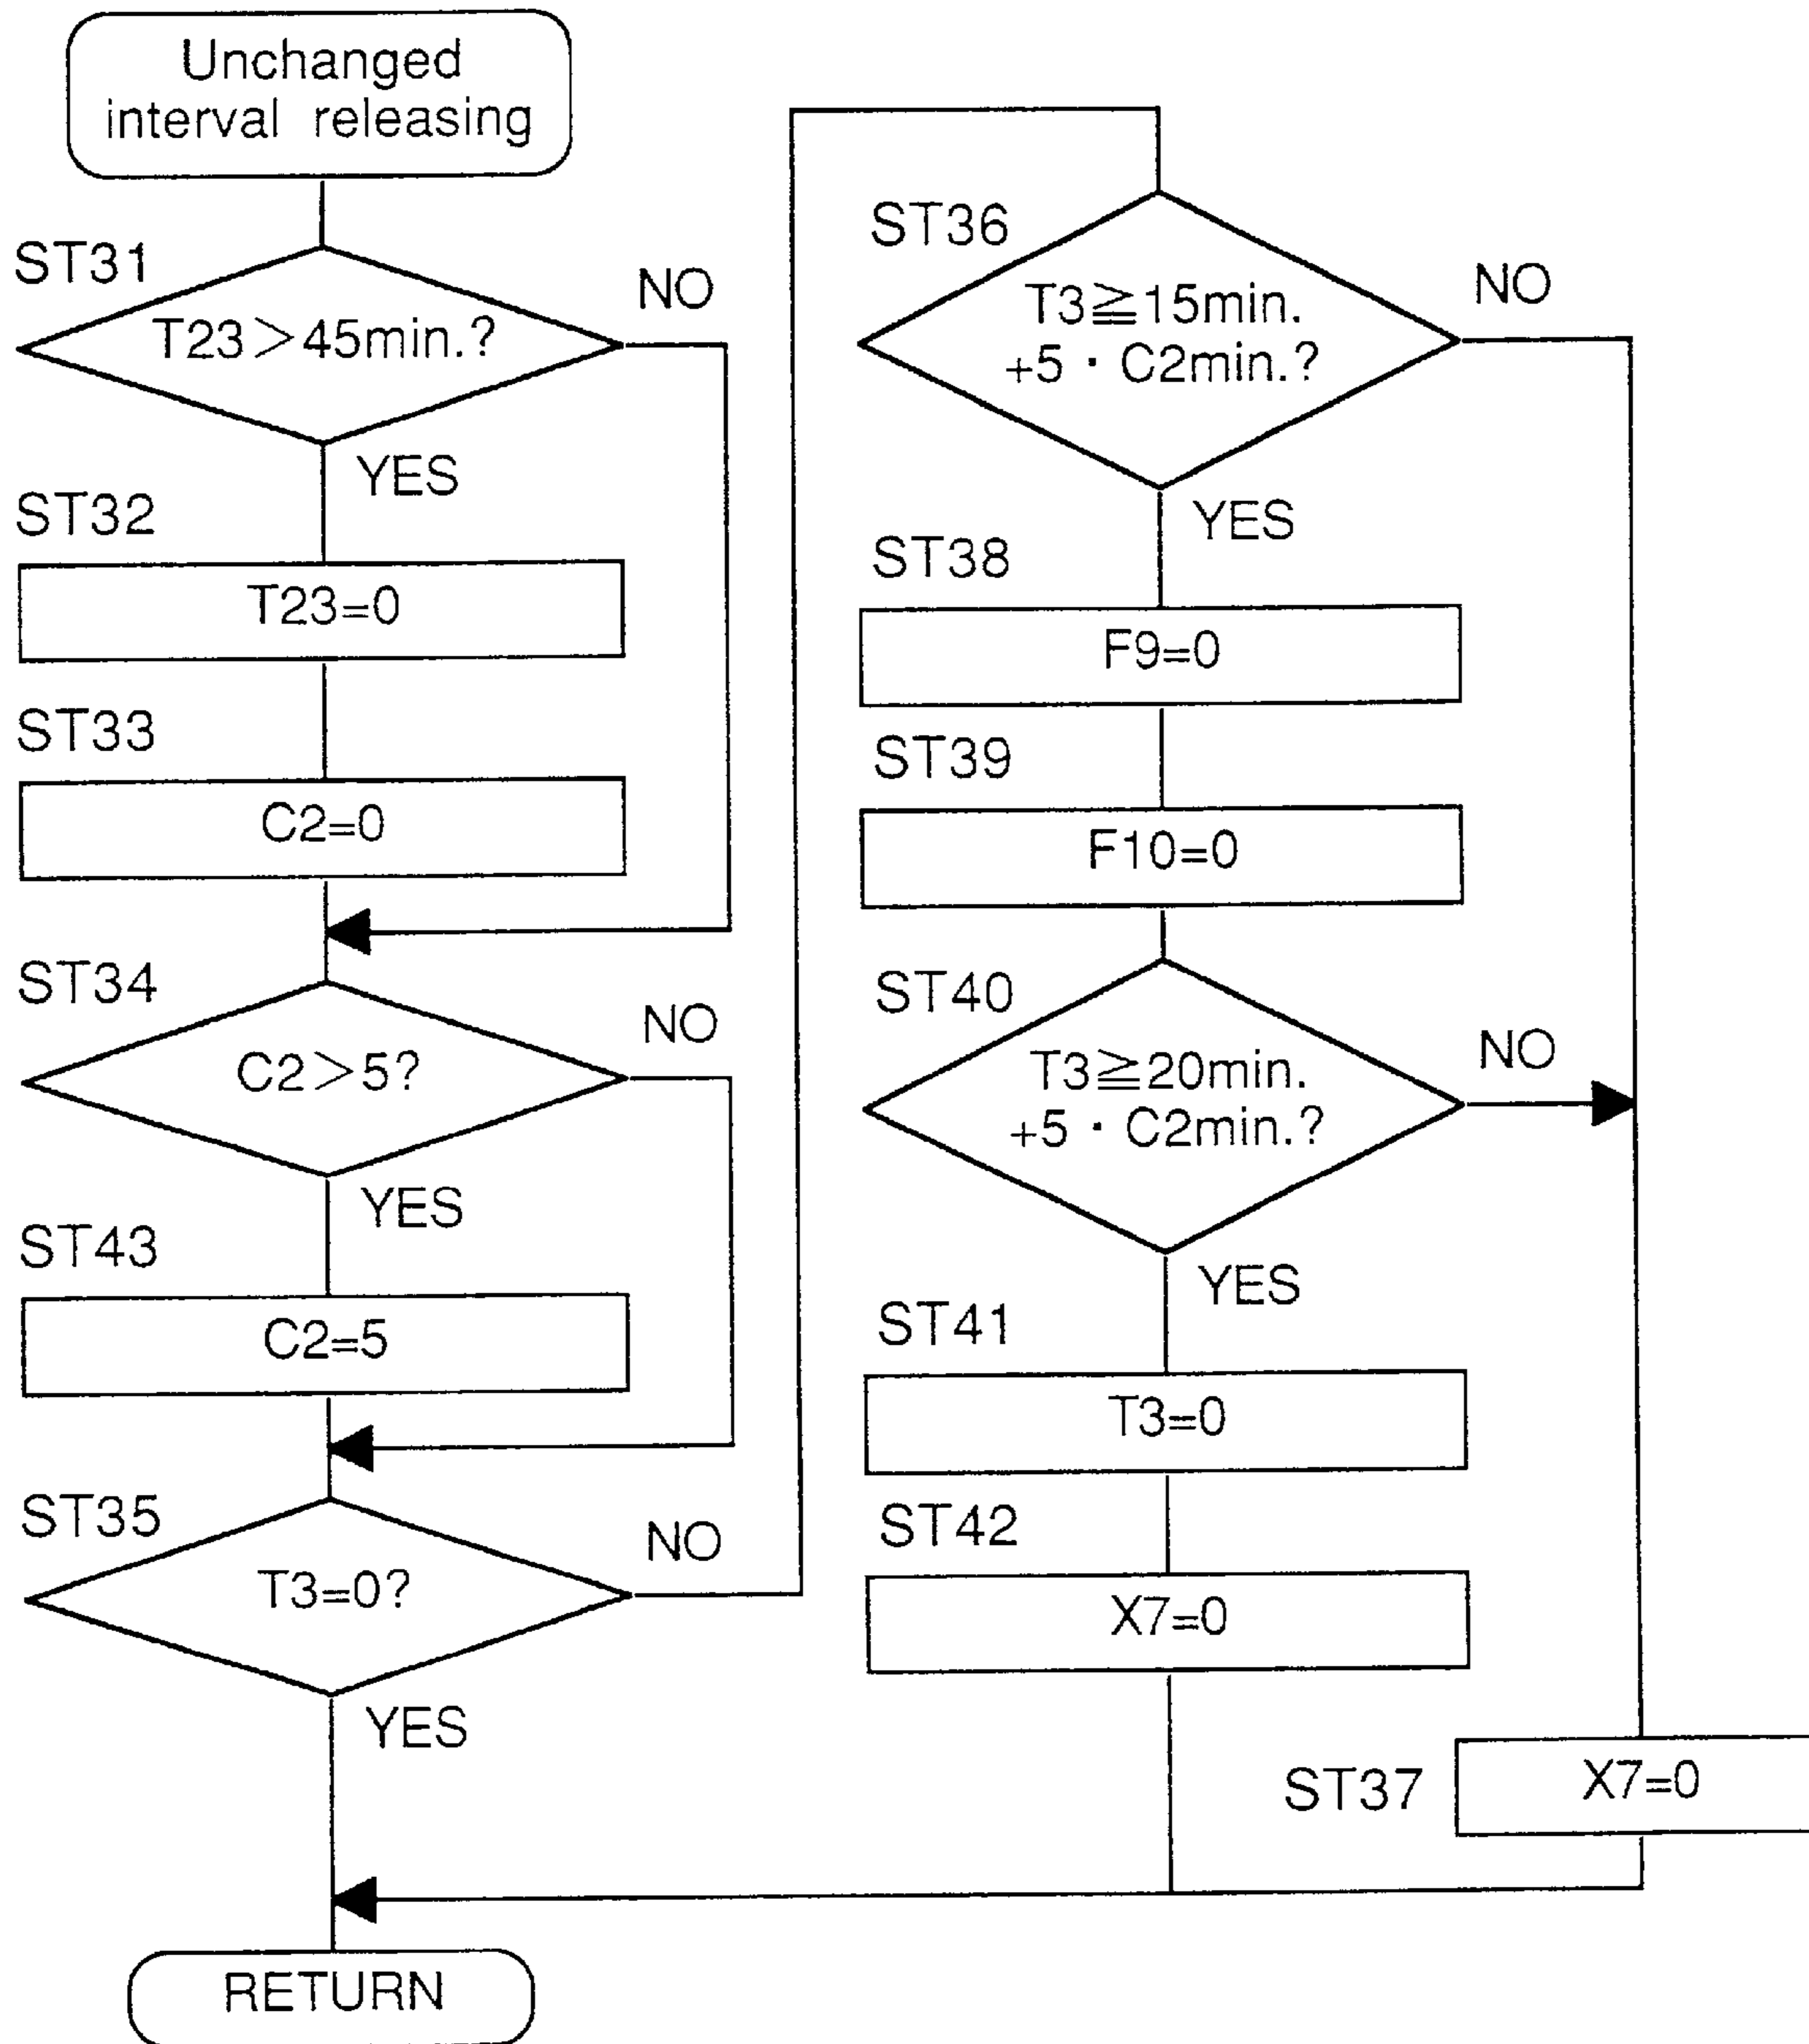 Unchanged
interval releasing
ST31
T23>45min.?
NO
YES
ST32
T23=0
ST33
C2=0
ST34
C2>5?
NO
YES
ST43
C2=5
ST35
T3=0?
NO
YES
RETURN
ST36
T3≧15min.
+5・C2min.?
NO
YES
ST38
F9=0
ST39
F10=0
ST40
T3≧20min.
+5・C2min.?
NO
YES
ST41
T3=0
ST42
X7=0
ST37
X7=0